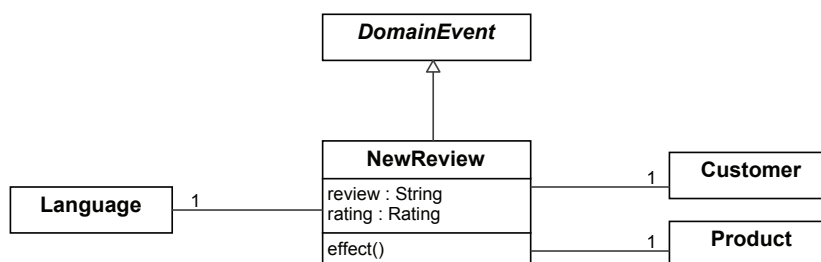 DomainEvent
NewReview
review : String
rating : Rating
effect()
Language
1
1
Customer
1
Product